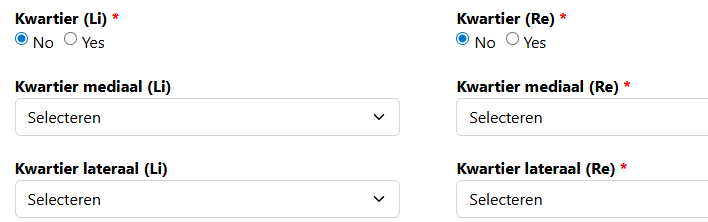 Kwartier (Li) * Kwartier (Re) *
No Yes No Yes
Kwartier mediaal (Li) Kwartier mediaal (Re) *
Selecteren Selecteren
Kwartier lateraal (Li) Kwartier lateraal (Re) *
Selecteren Selecteren